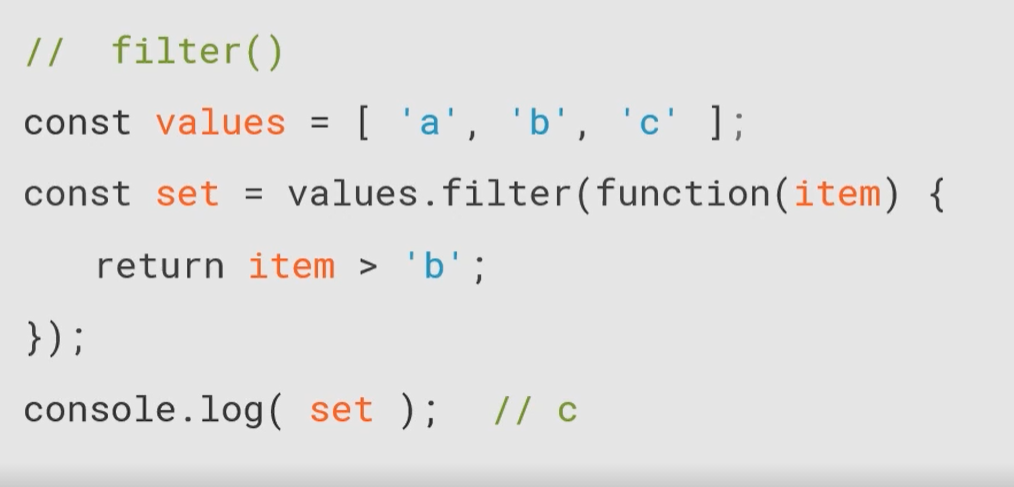 //  filter()
const values = [ 'a', 'b', 'c' ];
const set = values.filter(function(item) {
   return item > 'b';
});
console.log( set );  // c